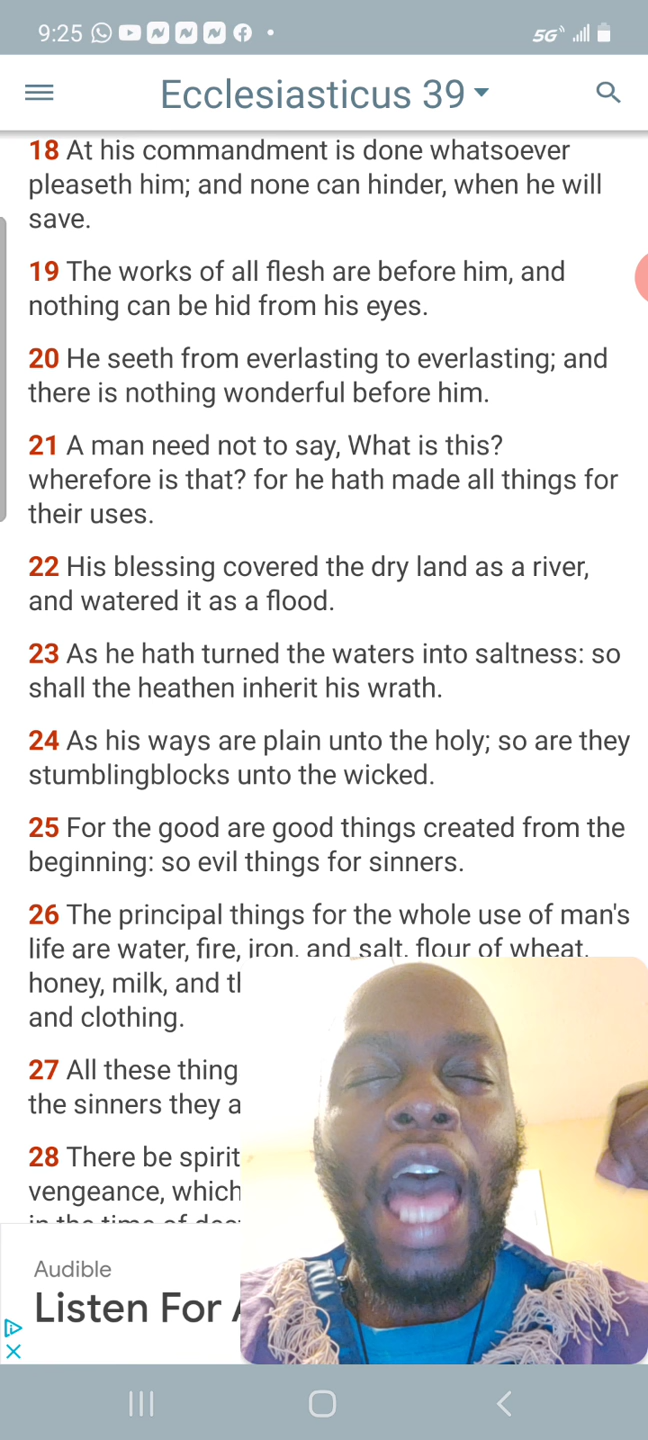 9:25
5G
Ecclesiasticus 39
18 At his commandment is done whatsoever
pleaseth him; and none can hinder, when he will
save.
19 The works of all flesh are before him, and
nothing can be hid from his eyes.
20 He seeth from everlasting to everlasting; and
there is nothing wonderful before him.
21 A man need not to say, What is this?
wherefore is that? for he hath made all things for
their uses.
22 His blessing covered the dry land as a river,
and watered it as a flood.
23 As he hath turned the waters into saltness: so
shall the heathen inherit his wrath.
24 As his ways are plain unto the holy; so are they
stumblingblocks unto the wicked.
25 For the good are good things created from the
beginning: so evil things for sinners.
26 The principal things for the whole use of man's
life are water, fire, iron, and salt, flour of wheat,
honey, milk, and
and clothing.
27 All these thing
the sinners they a
28 There be spirit
vengeance, which
in the time of
Audible
Listen For